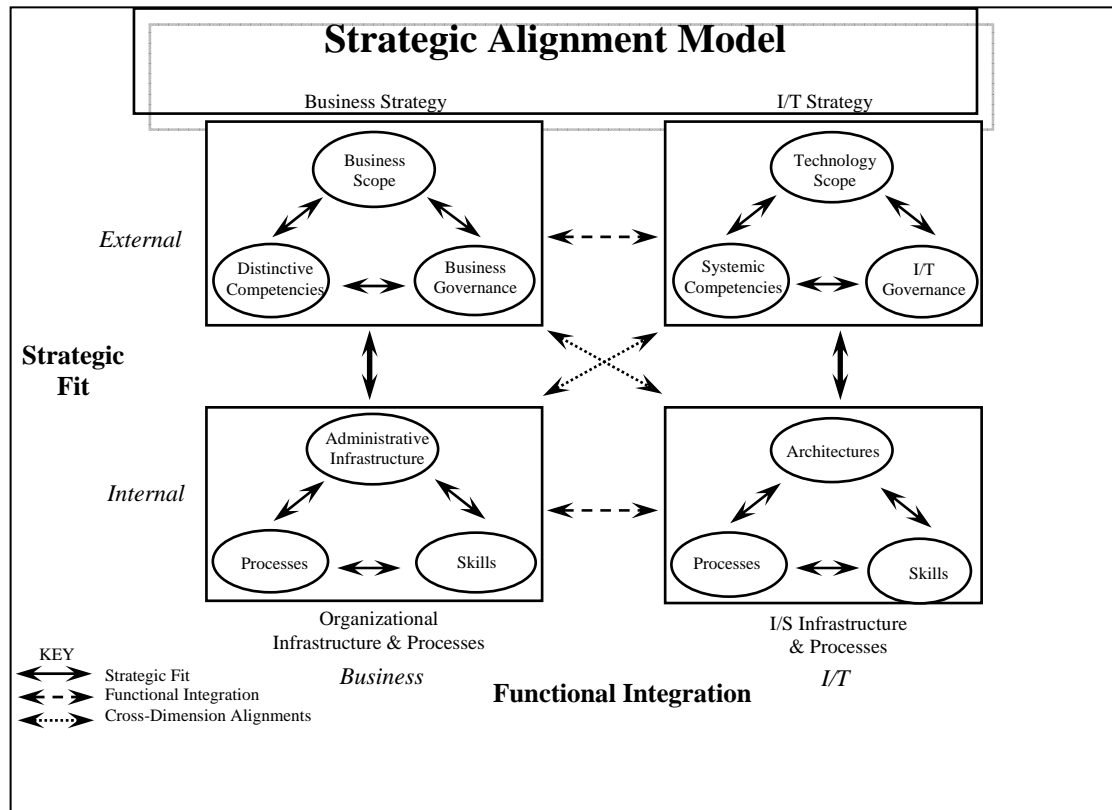 Strategic Alignment Model
Business Strategy
I/T Strategy
Business
Scope
Technology
Scope
External
Distinctive
Competencies
Business
Governance
Systemic
Competencies
I/T
Governance
Strategic
Fit
Administrative
Infrastructure
Architectures
Internal
Processes
Skills
Processes
Skills
Organizational
Infrastructure & Processes
I/S Infrastructure
& Processes
Business
I/T
Functional Integration
KEY
Strategic Fit
Functional Integration
Cross-Dimension Alignments